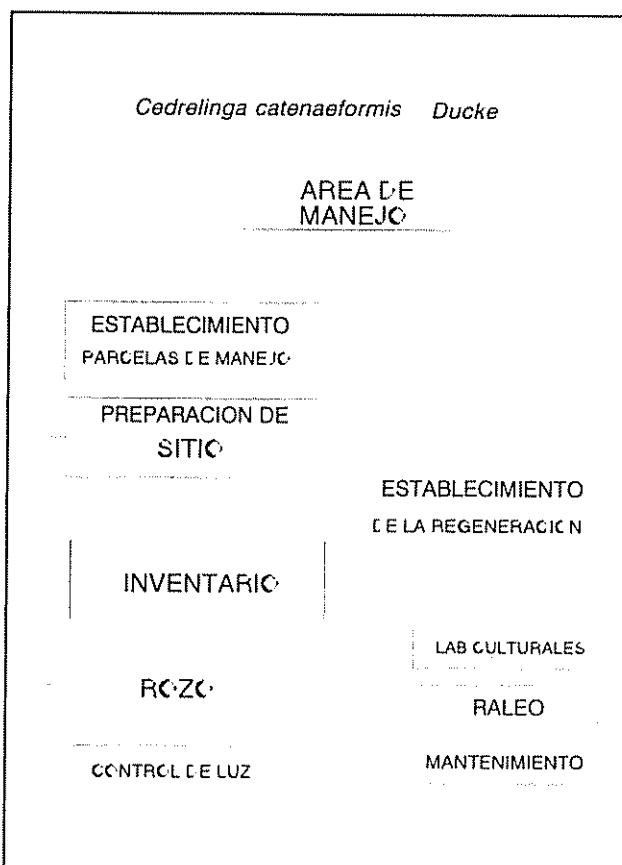 Cedrelinga catenaeformis Ducke
AREA DE
MANEJO
ESTABLECIMIENTO
PARCELAS DE MANEJO
PREPARACION DE
SITIO
ESTABLECIMIENTO
DE LA REGENERACION
INVENTARIO
LAB CULTURALES
ROZO
RALEO
CONTROL DE LUZ
MANTENIMIENTO